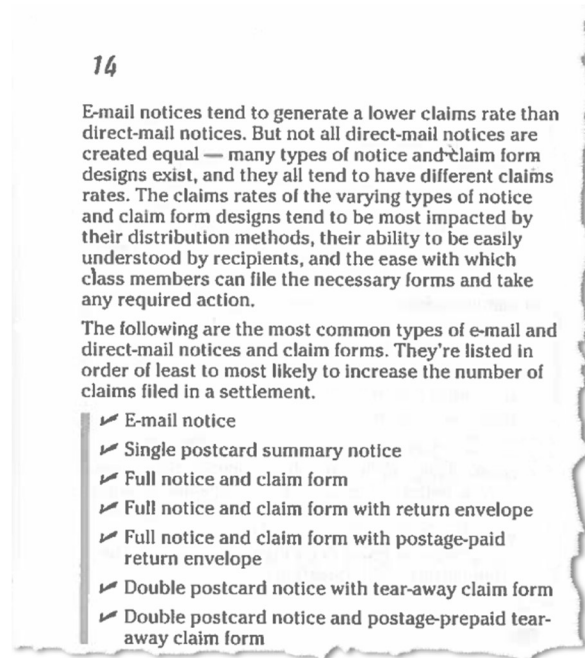 14
E-mail notices tend to generate a lower claims rate than
direct-mail notices. But not all direct-mail notices are
created equal — many types of notice and claim form
designs exist, and they all tend to have different claims
rates. The claims rates of the varying types of notice
and claim form designs tend to be most impacted by
their distribution methods, their ability to be easily
understood by recipients, and the ease with which
class members can file the necessary forms and take
any required action.
The following are the most common types of e-mail and
direct-mail notices and claim forms. They're listed in
order of least to most likely to increase the number of
claims filed in a settlement.
✓ E-mail notice
✓ Single postcard summary notice
✓ Full notice and claim form
✓ Full notice and claim form with return envelope
✓ Full notice and claim form with postage-paid
return envelope
✓ Double postcard notice with tear-away claim form
✓ Double postcard notice and postage-prepaid tear-
away claim form